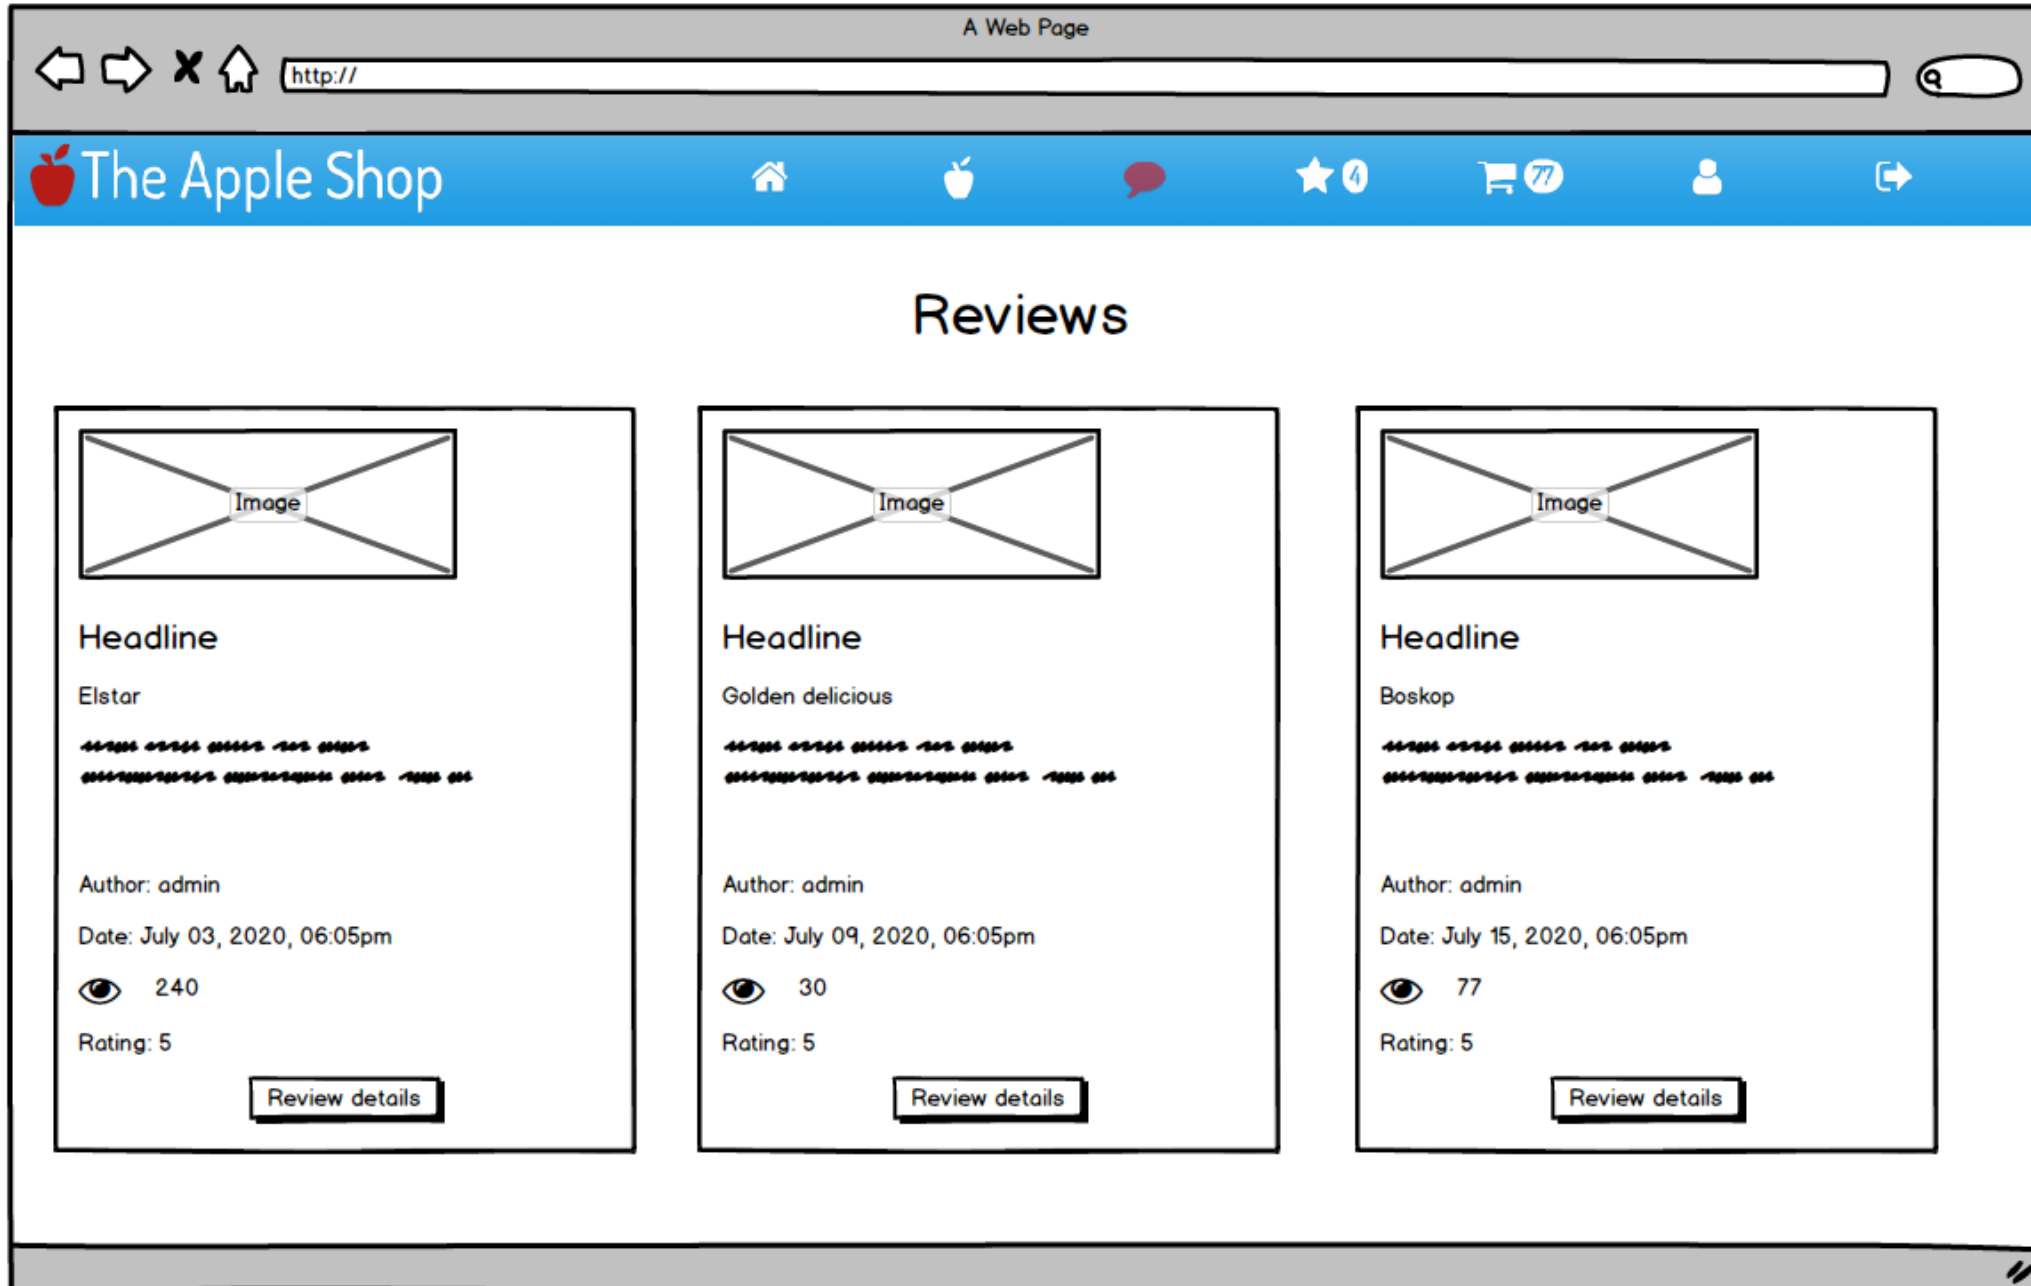 A Web Page
http://
The Apple Shop
4
77
Reviews
Image
Headline
Elstar
Author: admin
Date: July 03, 2020, 06:05pm
240
Rating: 5
Review details
Image
Headline
Golden delicious
Author: admin
Date: July 09, 2020, 06:05pm
30
Rating: 5
Review details
Image
Headline
Boskop
Author: admin
Date: July 15, 2020, 06:05pm
77
Rating: 5
Review details